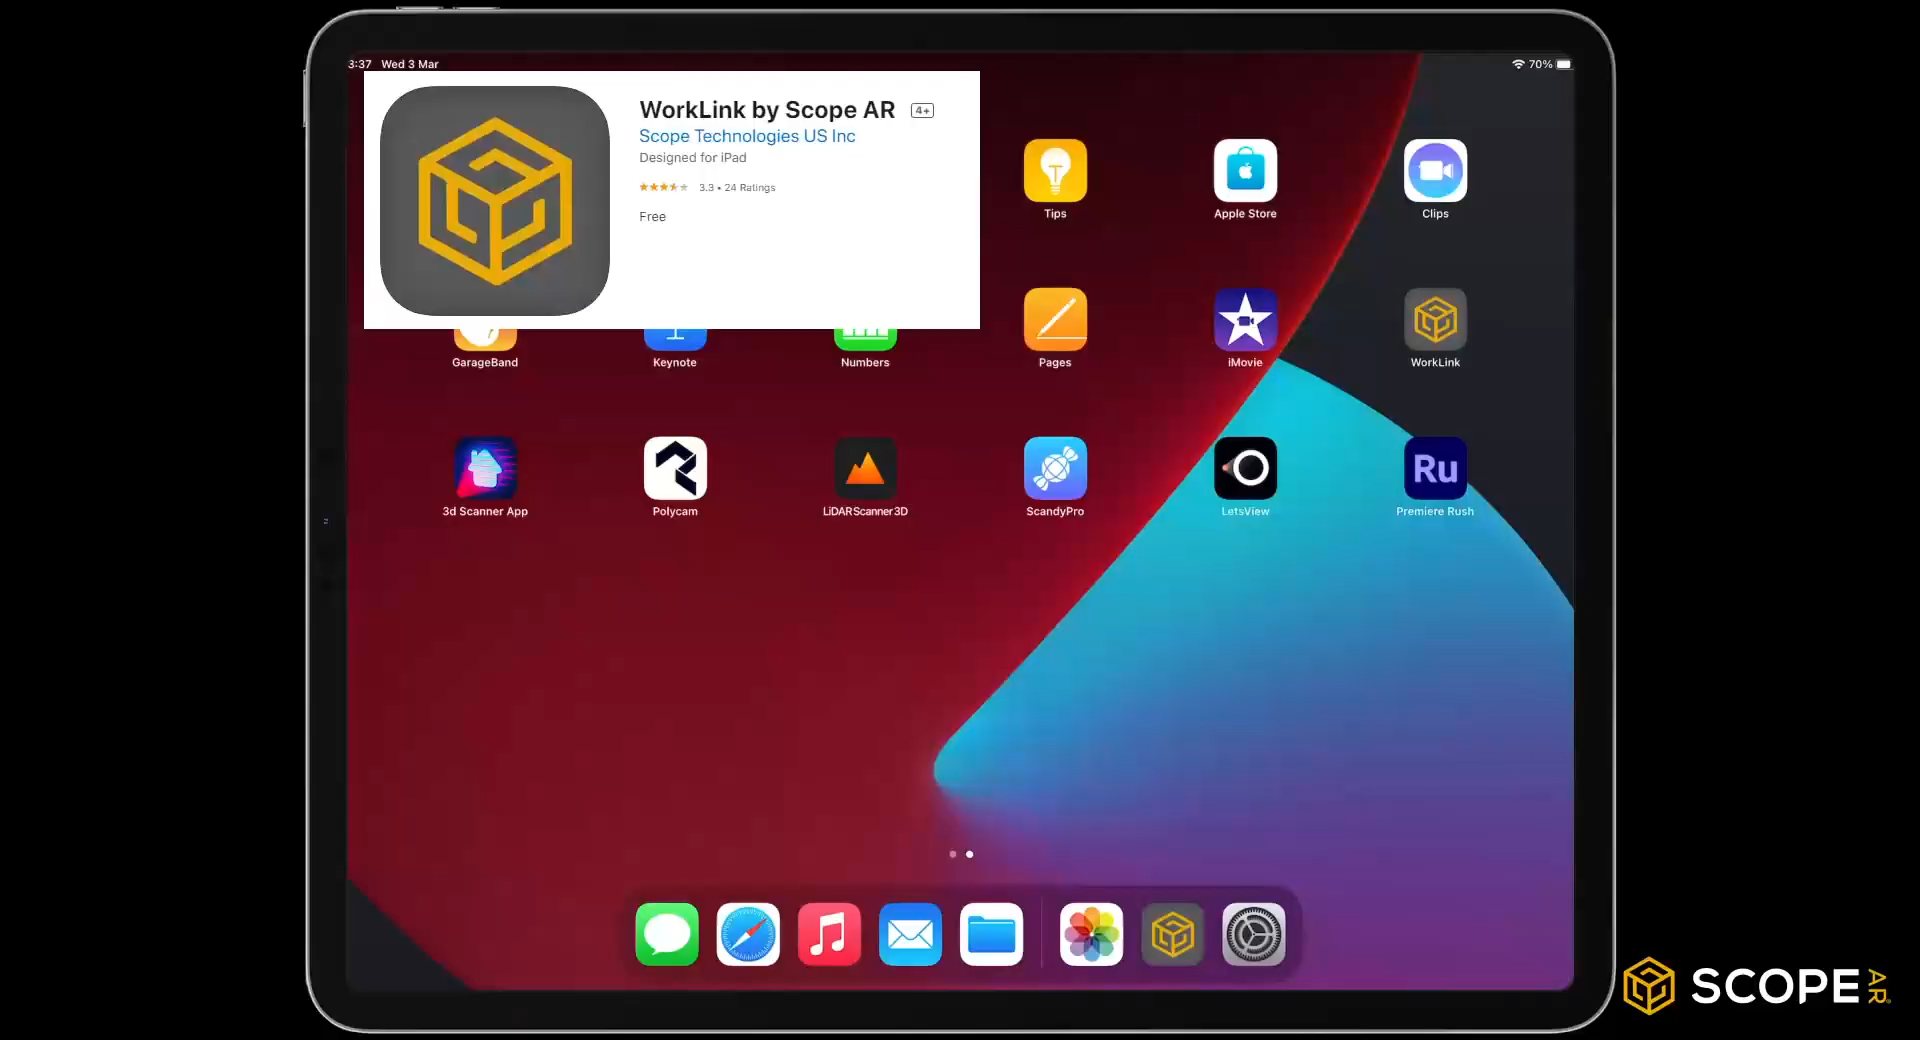 3:37 Wed 3 Mar
70%
WorkLink by Scope AR 4+
Scope Technologies US Inc
Designed for iPad
3.3 • 24 Ratings
Free
Tips
Apple Store
Clips
GarageBand
Keynote
Numbers
Pages
iMovie
WorkLink
3d Scanner App
Polycam
LiDARScanner3D
ScandyPro
LetsView
Ru
Premiere Rush
SCOPE AR